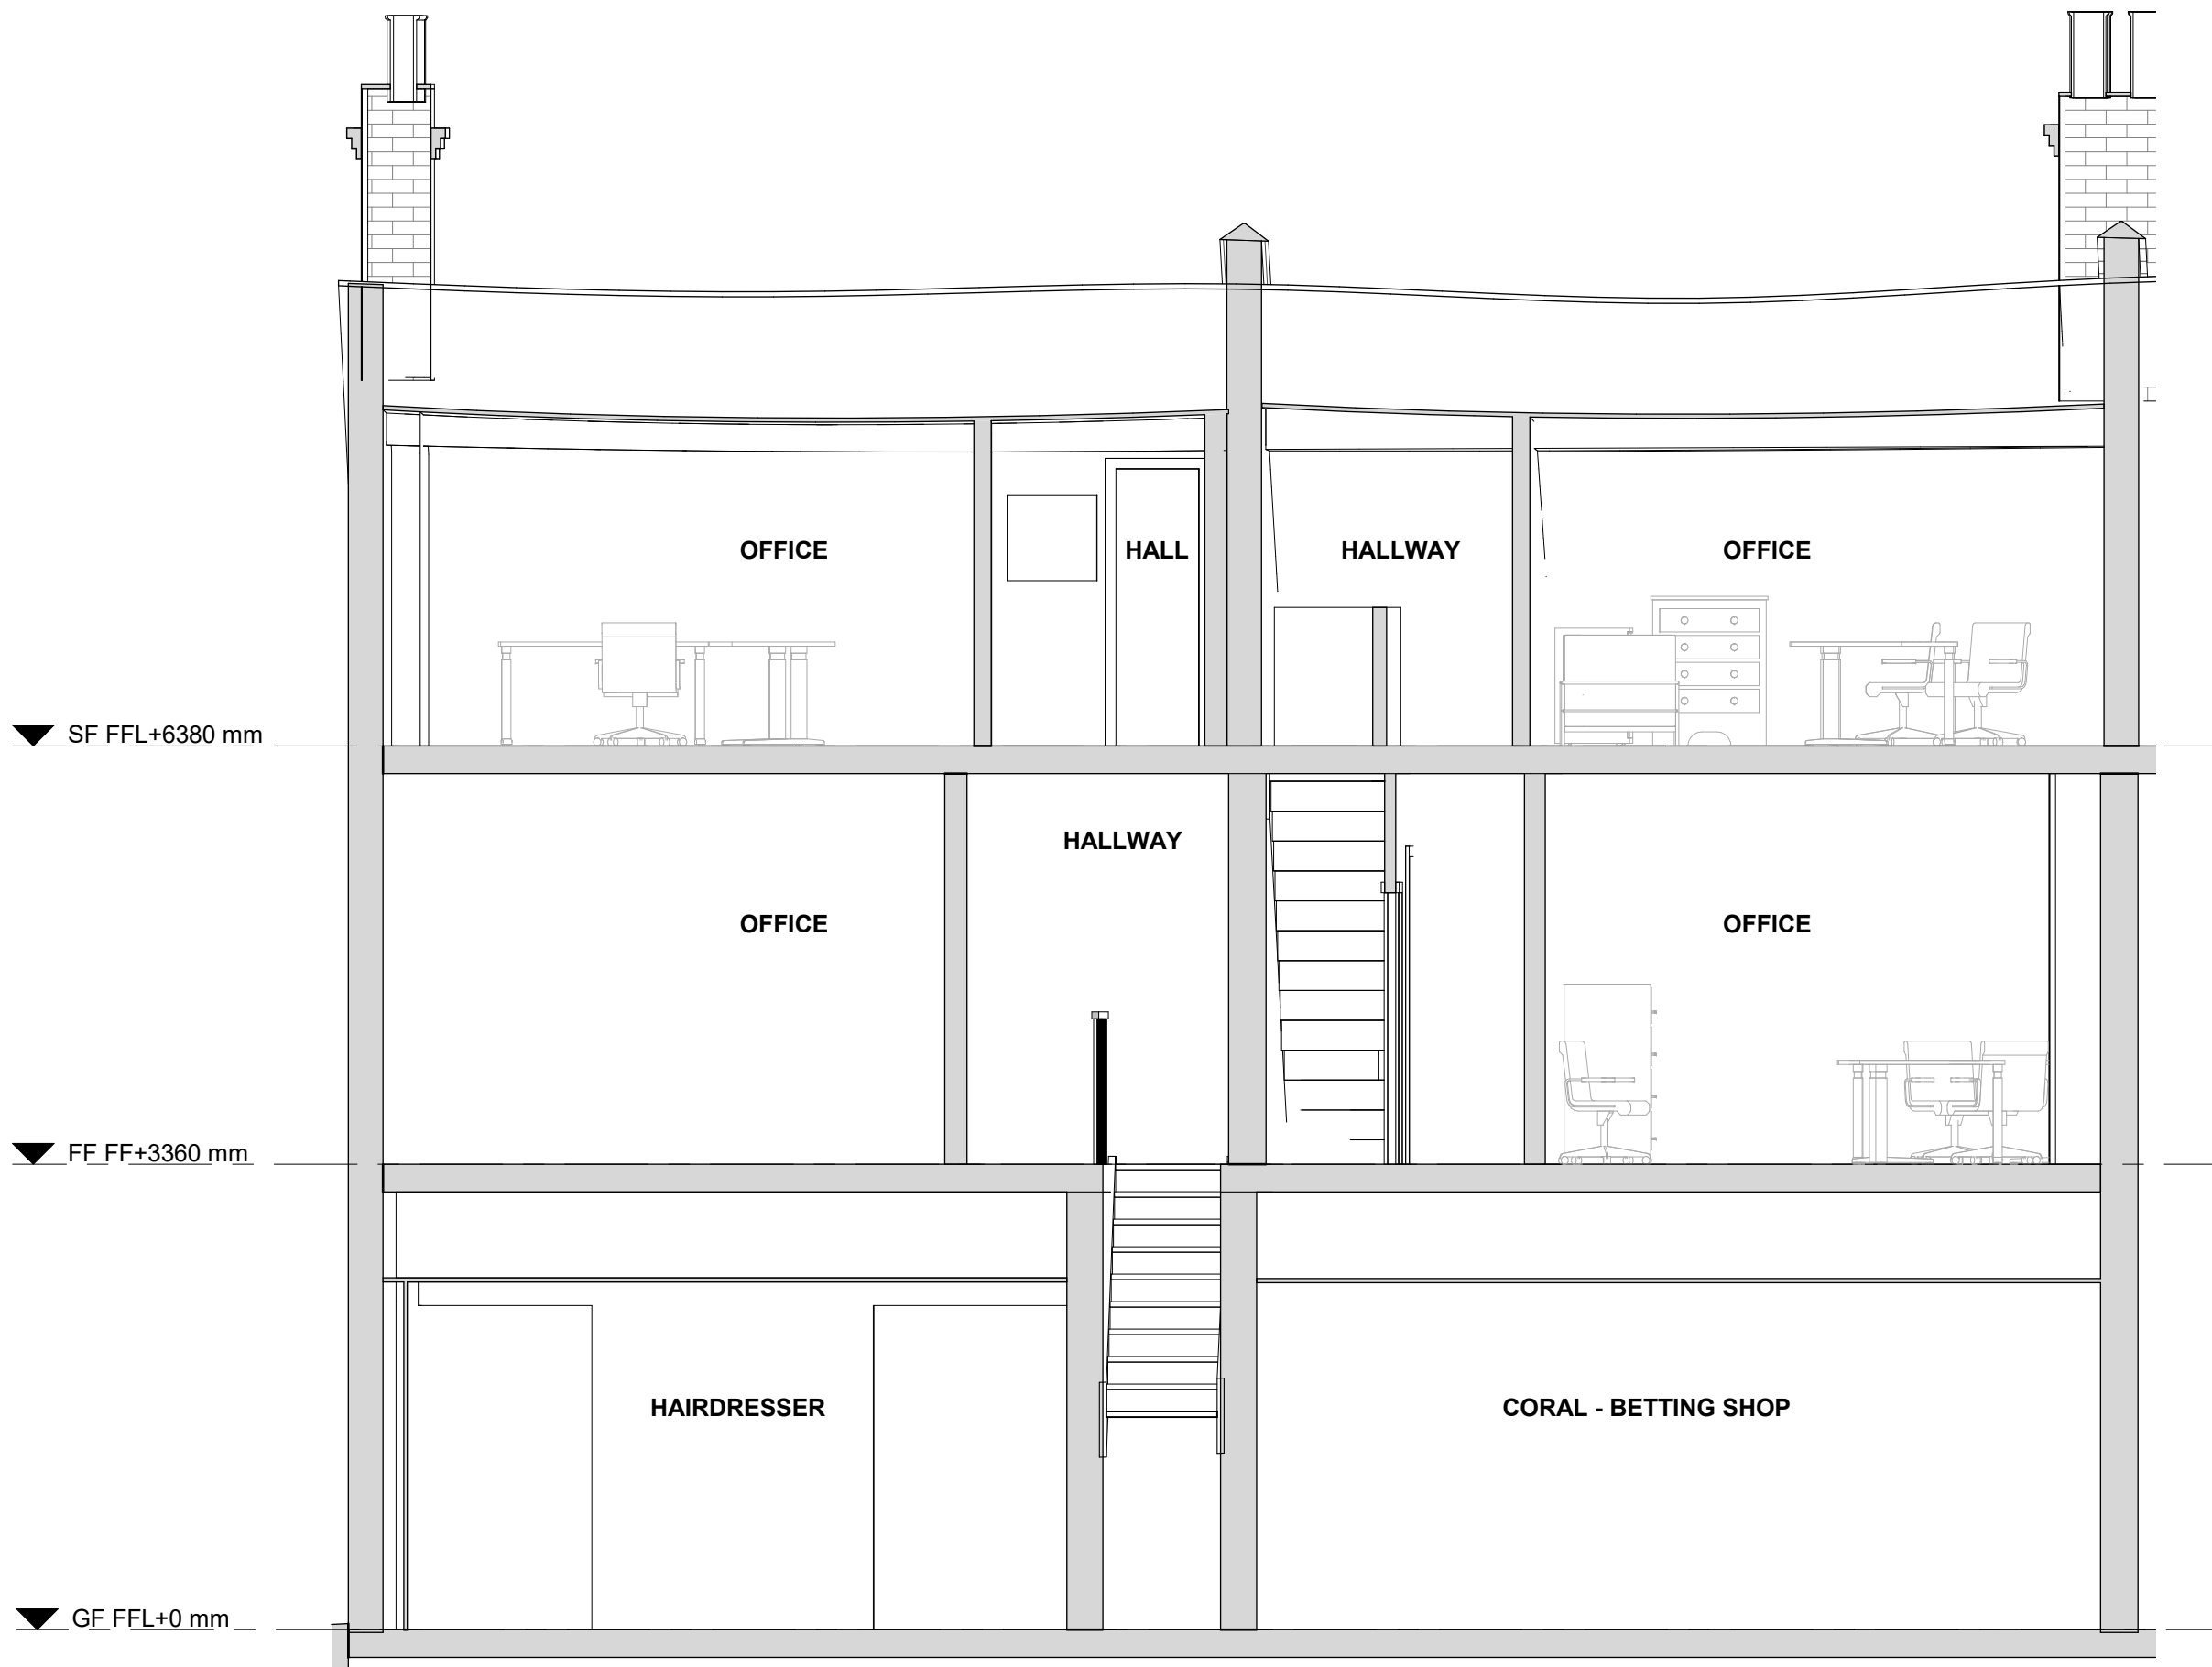 OFFICE
HALL
HALLWAY
OFFICE
SF FFL+6380 mm
HALLWAY
OFFICE
OFFICE
FF FF+3360 mm
HAIRDRESSER
CORAL - BETTING SHOP
GF FFL+0 mm